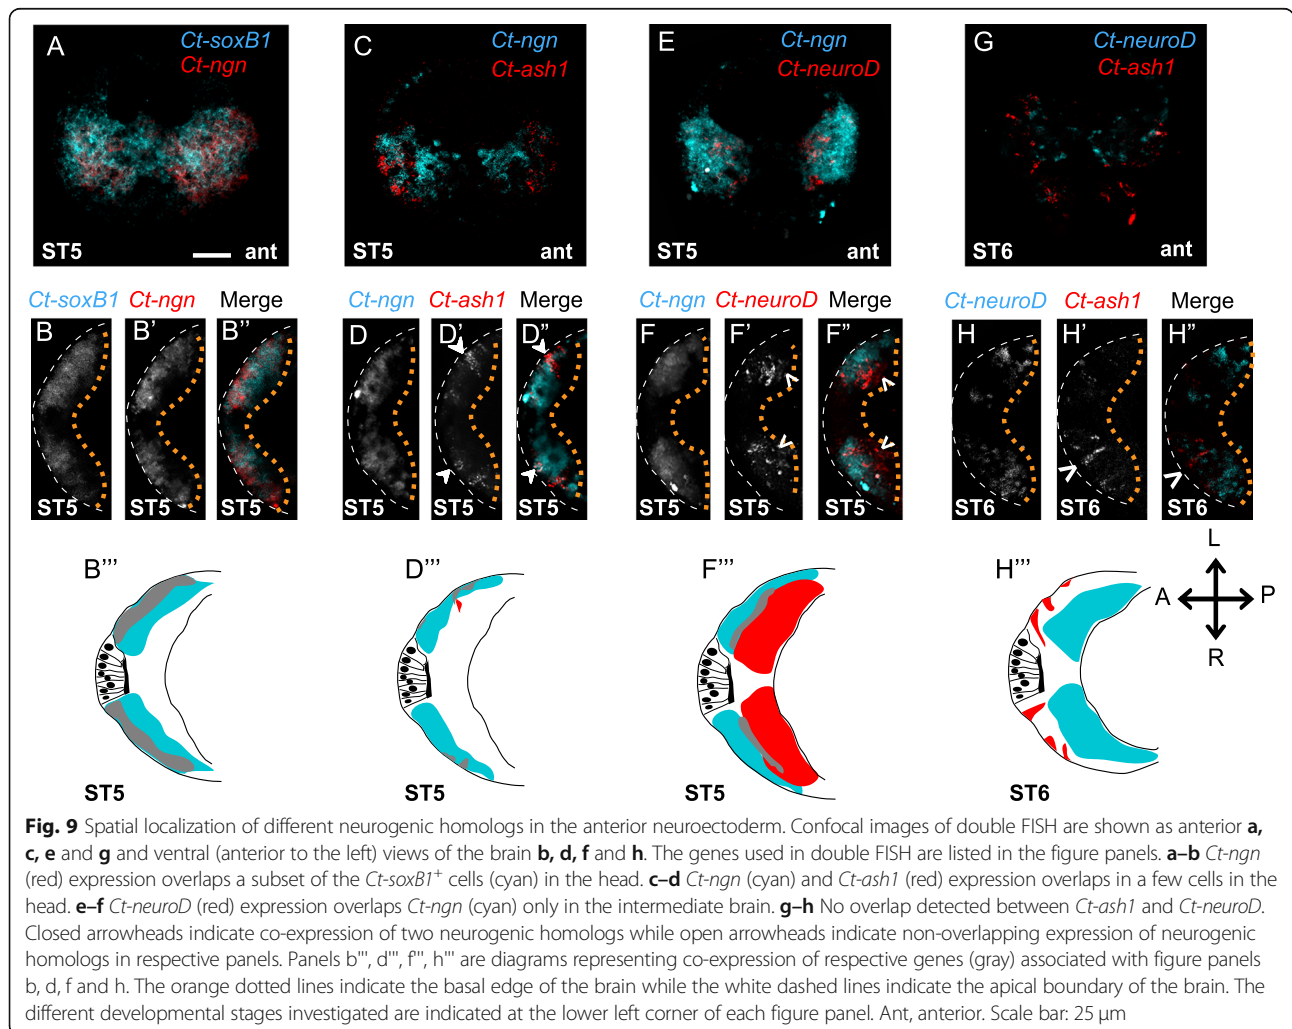 A
Ct-soxB1
Ct-ngn
ST5
ant
C
Ct-ngn
Ct-ash1
ST5
ant
E
Ct-ngn
Ct-neuroD
ST5
ant
G
Ct-neuroD
Ct-ash1
ST6
ant
Ct-soxB1 Ct-ngn Merge
B B' B''
ST5 ST5 ST5
Ct-ngn Ct-ash1 Merge
D D' D''
ST5 ST5 ST5
Ct-ngn Ct-neuroD Merge
F F' F''
ST5 ST5 ST5
Ct-neuroD Ct-ash1 Merge
H H' H''
ST6 ST6 ST6
B'''
ST5
D'''
ST5
F'''
ST5
H'''
ST6
L
A P
R
Fig. 9 Spatial localization of different neurogenic homologs in the anterior neuroectoderm. Confocal images of double FISH are shown as anterior a,
c, e and g and ventral (anterior to the left) views of the brain b, d, f and h. The genes used in double FISH are listed in the figure panels. a–b Ct-ngn
(red) expression overlaps a subset of the Ct-soxB1⁺ cells (cyan) in the head. c–d Ct-ngn (cyan) and Ct-ash1 (red) expression overlaps in a few cells in the
head. e–f Ct-neuroD (red) expression overlaps Ct-ngn (cyan) only in the intermediate brain. g–h No overlap detected between Ct-ash1 and Ct-neuroD.
Closed arrowheads indicate co-expression of two neurogenic homologs while open arrowheads indicate non-overlapping expression of neurogenic
homologs in respective panels. Panels b''', d''', f''', h''' are diagrams representing co-expression of respective genes (gray) associated with figure panels
b, d, f and h. The orange dotted lines indicate the basal edge of the brain while the white dashed lines indicate the apical boundary of the brain. The
different developmental stages investigated are indicated at the lower left corner of each figure panel. Ant, anterior. Scale bar: 25 μm